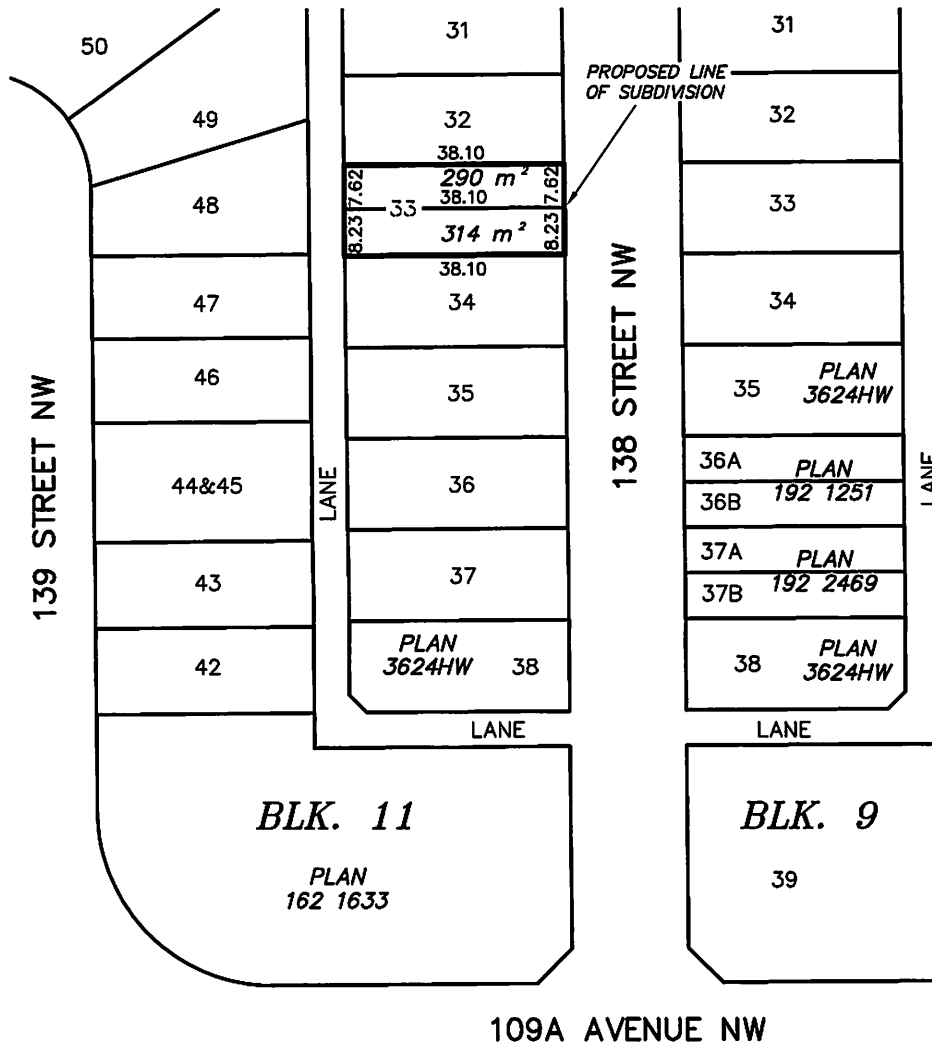 50
49
48
47
46
44&45
43
42
139 STREET NW
LANE
31
32
38.10
290 m²
7.62
7.62
33
38.10
314 m²
8.23
8.23
38.10
34
35
36
37
PLAN
3624HW
38
PROPOSED LINE
OF SUBDIVISION
138 STREET NW
31
32
33
34
35
PLAN
3624HW
36A
36B
PLAN
192 1251
37A
37B
PLAN
192 2469
38
PLAN
3624HW
LANE
LANE
LANE
BLK. 11
PLAN
162 1633
BLK. 9
39
109A AVENUE NW